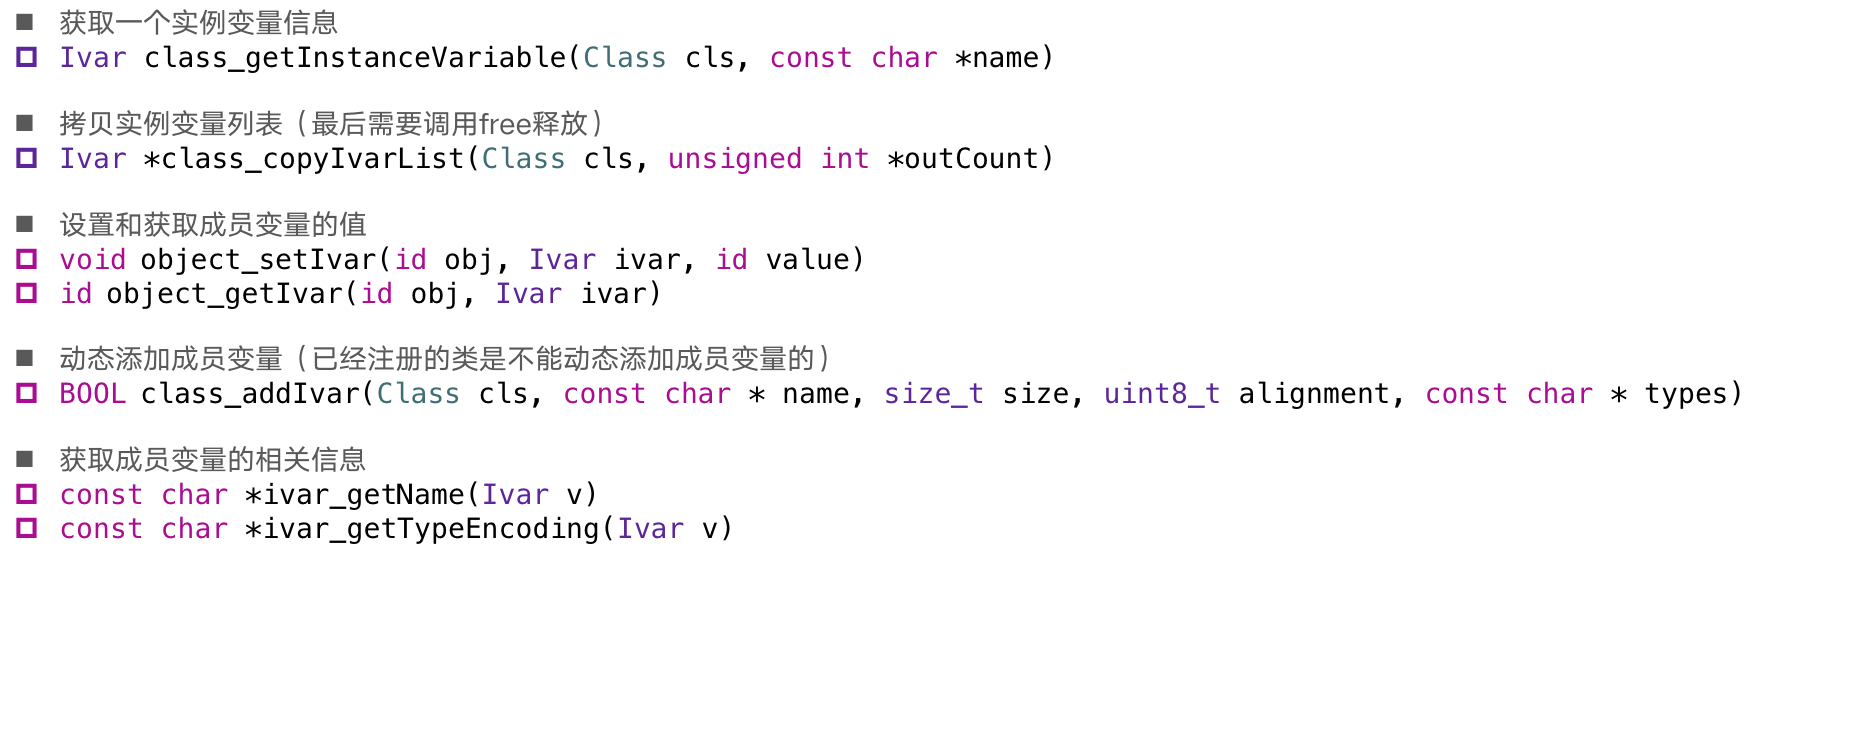 获取一个实例变量信息
Ivar class_getInstanceVariable(Class cls, const char *name)
拷贝实例变量列表（最后需要调用free释放）
Ivar *class_copyIvarList(Class cls, unsigned int *outCount)
设置和获取成员变量的值
void object_setIvar(id obj, Ivar ivar, id value)
id object_getIvar(id obj, Ivar ivar)
动态添加成员变量（已经注册的类是不能动态添加成员变量的）
BOOL class_addIvar(Class cls, const char * name, size_t size, uint8_t alignment, const char * types)
获取成员变量的相关信息
const char *ivar_getName(Ivar v)
const char *ivar_getTypeEncoding(Ivar v)